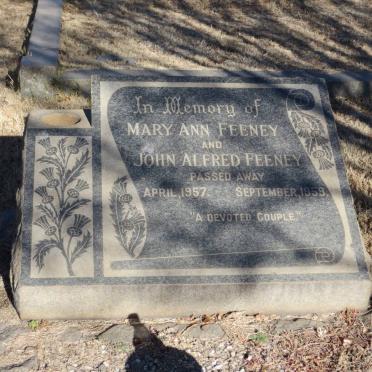 In Memory of
MARY ANN FEENEY
AND
JOHN ALFRED FEENEY
PASSED AWAY
APRIL, 1957. SEPTEMBER, 1959.
"A DEVOTED COUPLE."